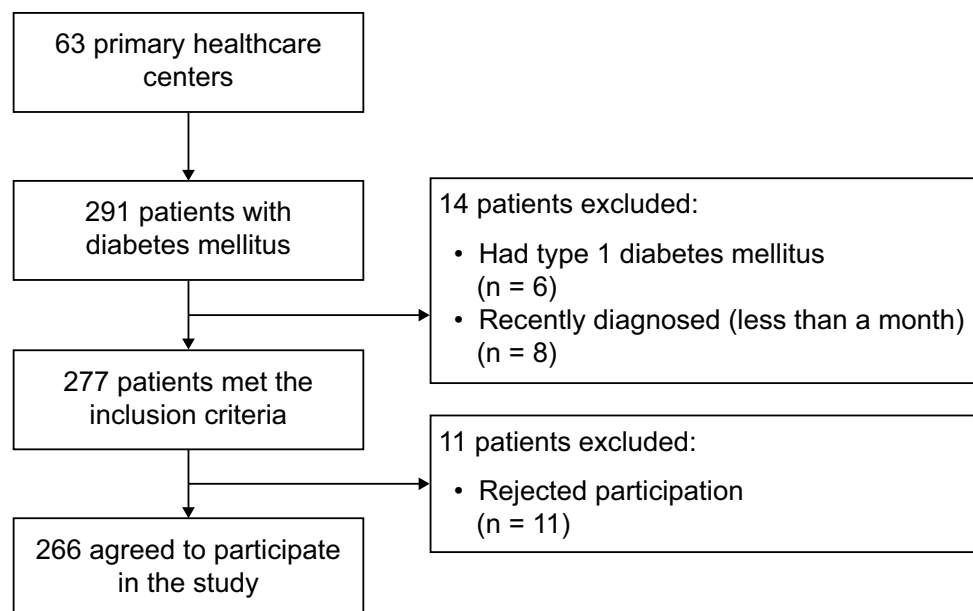 63 primary healthcare
centers
291 patients with
diabetes mellitus
14 patients excluded:
• Had type 1 diabetes mellitus
(n = 6)
• Recently diagnosed (less than a month)
(n = 8)
277 patients met the
inclusion criteria
11 patients excluded:
• Rejected participation
(n = 11)
266 agreed to participate
in the study